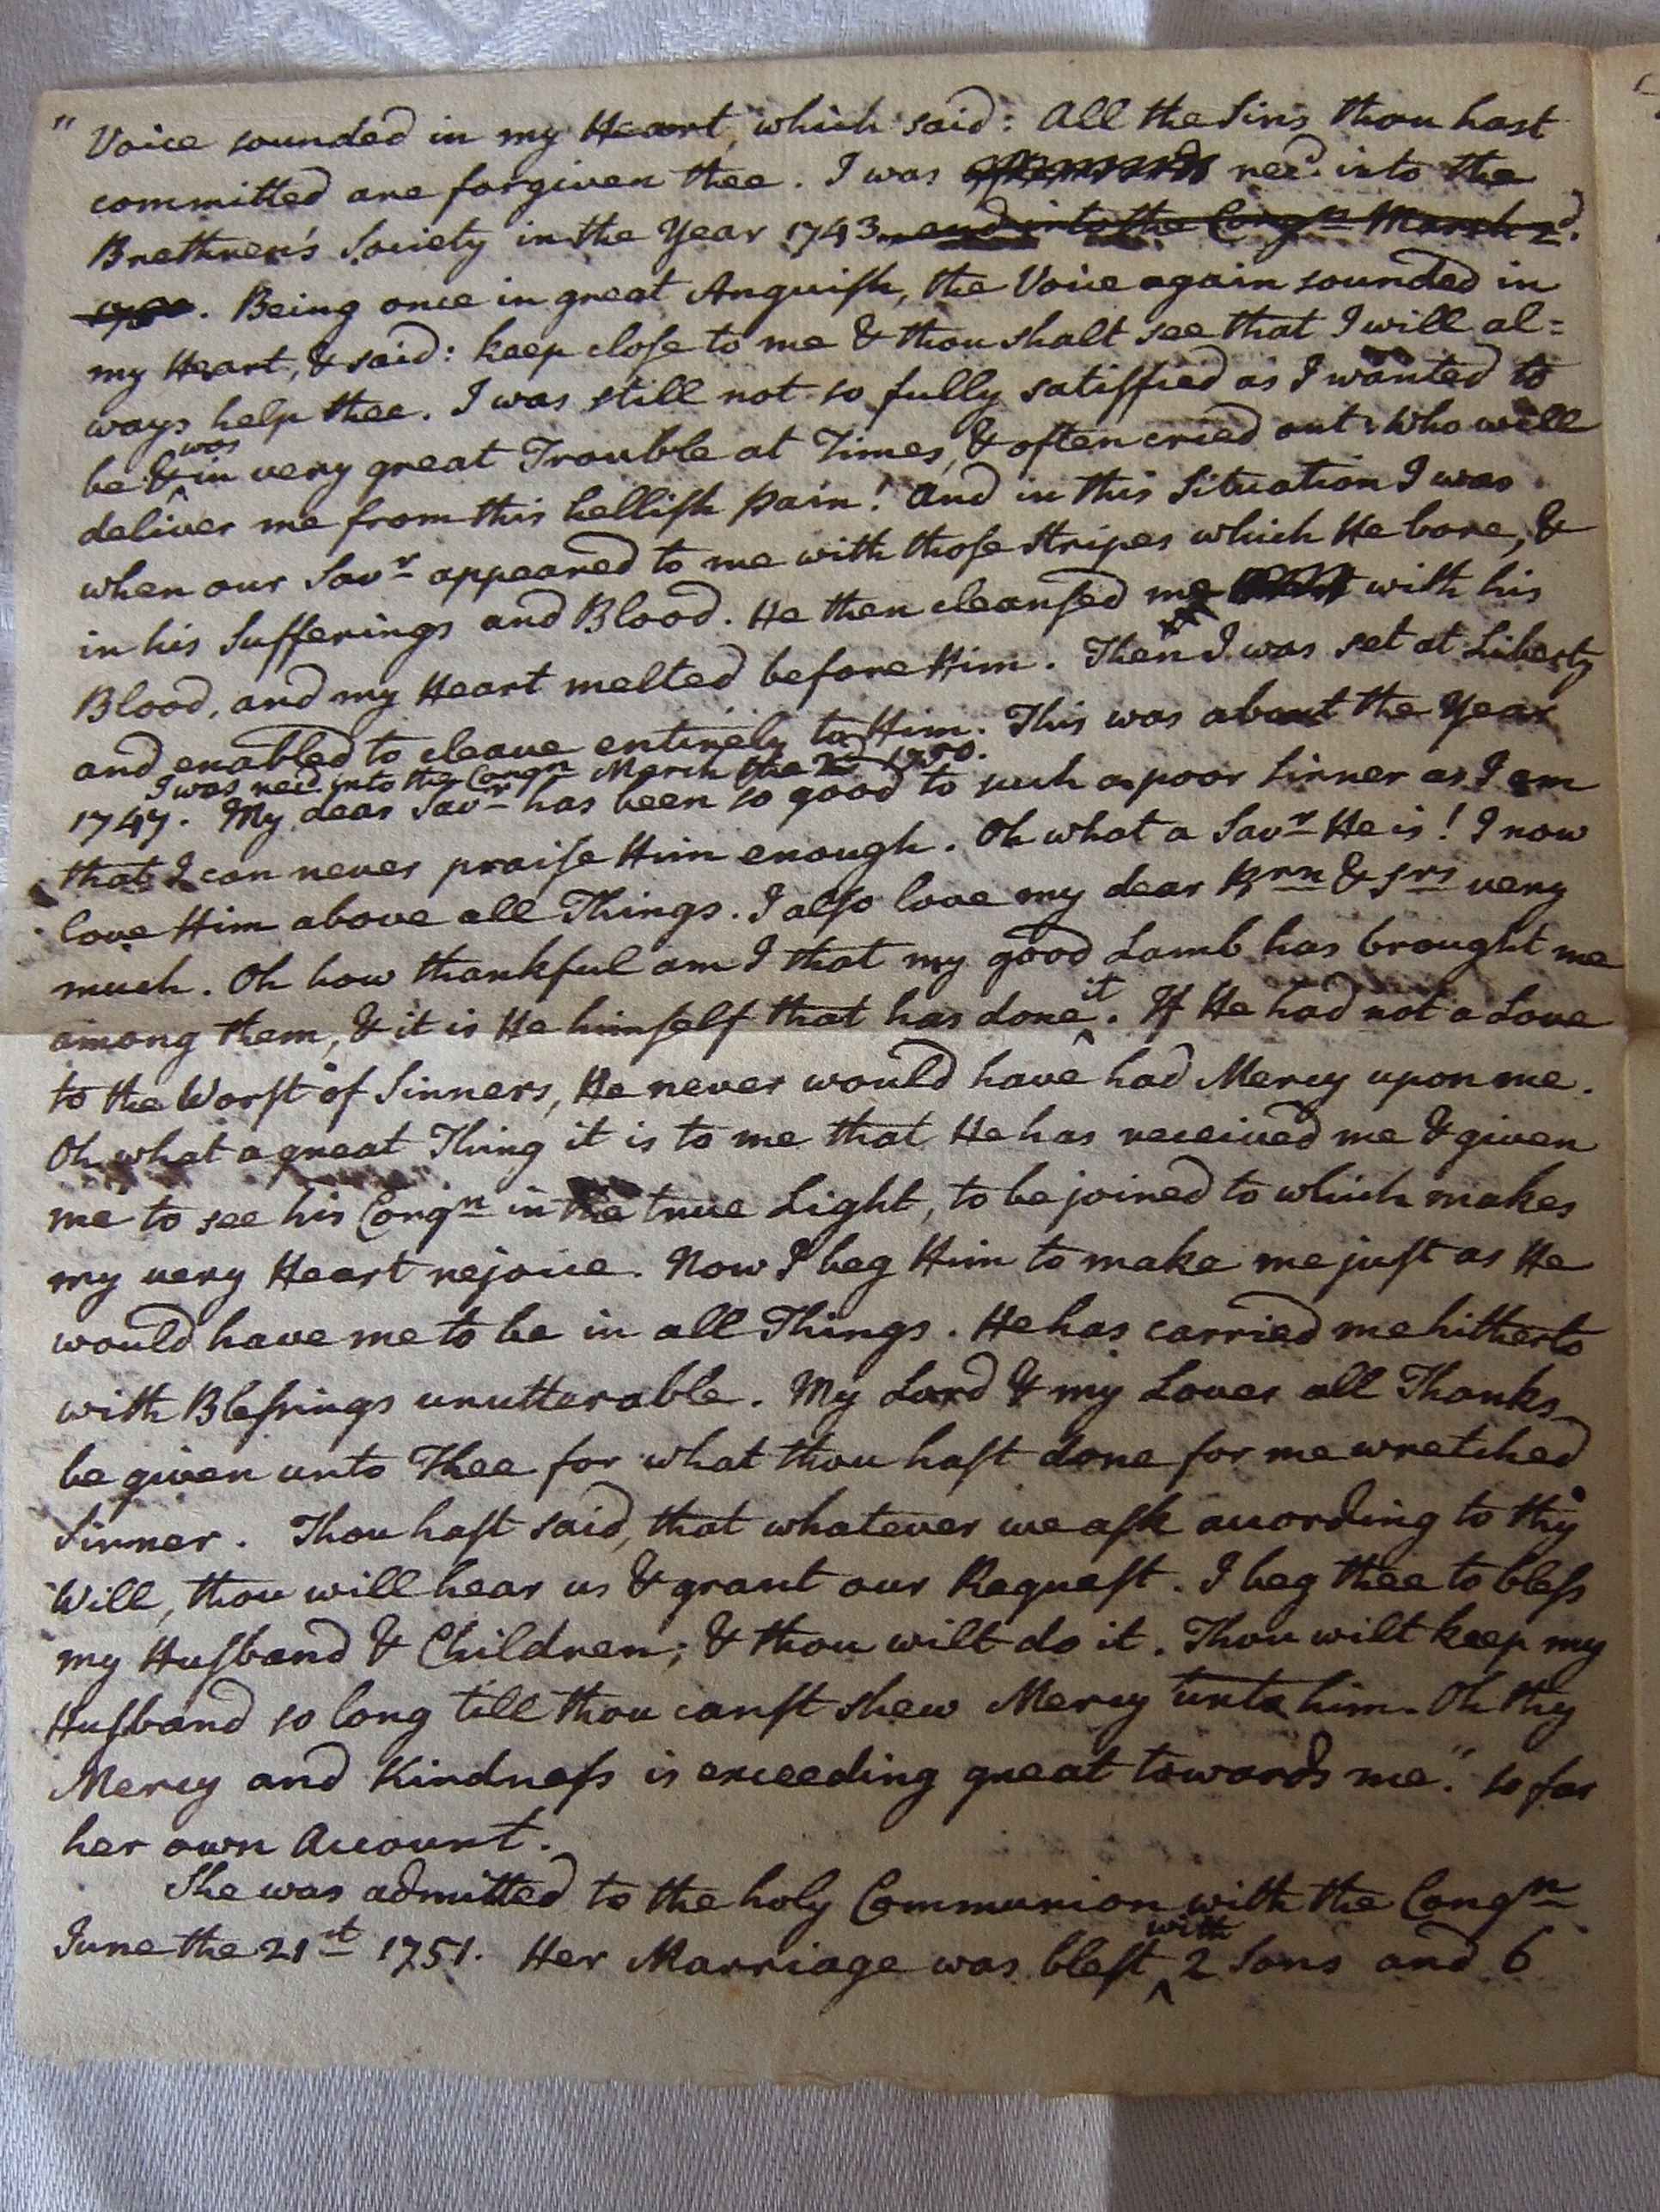 " Voice sounded in my Heart, which said: All the Sins thou hast
committed are forgiven thee. I was afterwards recd. into the
Brethren's Society in the Year 1743 and into the Congn March 2d.
1750. Being once in great Anguiſh, the Voice again sounded in
my Heart, & said: keep cloſe to me & thou shalt see that I will al=
ways help thee. I was still not so fully satiſfied as I wanted to
was
be & ^ in very great Trouble at Times, & often cried out: Who will
deliver me from this helliſh Pain! And in this Situation I was
when our Savr appeared to me with thoſe Stripes which He bore, &
in his Sufferings and Blood. He then cleanſed me with his
Blood, and my Heart melted before Him. Then I was set at Liberty
and enabled to cleave entirely to Him. This was about the Year
I was recd. into the Congn March the 2d 1750.
1747. My dear Savr has been so good to such a poor Sinner as I am
that I can never praiſe Him enough. Oh what a Savr He is! I now
love Him above all Things. I alſo love my dear Brn & Srs very
much. Oh how thankful am I that my good Lamb has brought me
it
among them, & it is He himſelf that has done ^. If He had not a Love
to the Worſt of Sinners, He never would have had Mercy upon me.
Oh what a great Thing it is to me that He has received me & given
me to see his Congn in the true Light, to be joined to which makes
my very Heart rejoice. Now I beg Him to make me juſt as He
would have me to be in all Things. He has carried me hitherto
with Bleſsings unutterable. My Lord & my Lover all Thanks
be given unto Thee for what thou haſt done for me wretched
Sinner. Thou haſt said, that whatever we aſk according to thy
Will, thou will hear us & grant our Requeſt. I beg thee to bleſs
my Huſband & Children; & thou wilt do it. Thou wilt keep my
Huſband so long till thou canſt shew Mercy unto him. Oh thy
Mercy and Kindneſs is exceeding great towards me." so far
her own Account.
She was admitted to the holy Communion with the Congn
with
June the 21st 1751. Her Marriage was bleſt ^ 2 Sons and 6